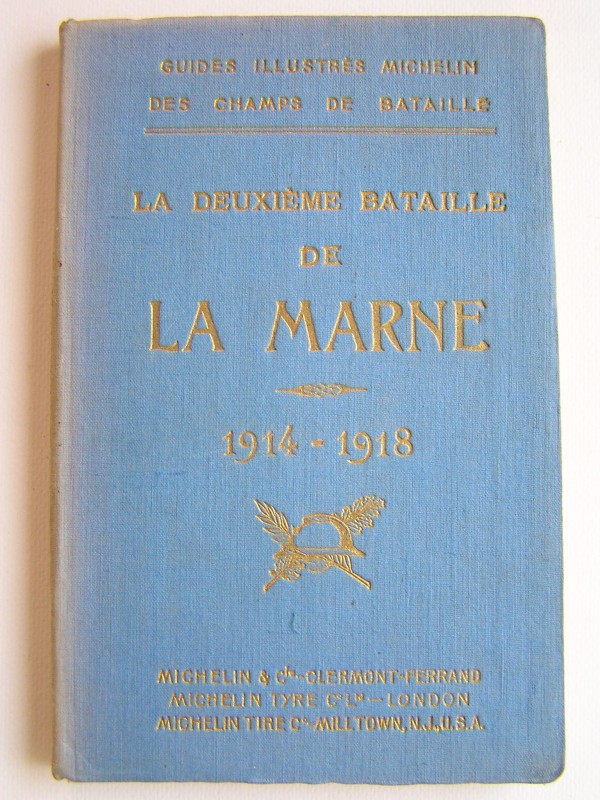 GUIDES ILLUSTRÉS MICHELIN
DES CHAMPS DE BATAILLE
LA DEUXIÈME BATAILLE
DE
LA MARNE
1914 - 1918
MICHELIN & Cie - CLERMONT-FERRAND
MICHELIN TYRE Co Ld - LONDON
MICHELIN TIRE Co - MILLTOWN, N.J., U.S.A.